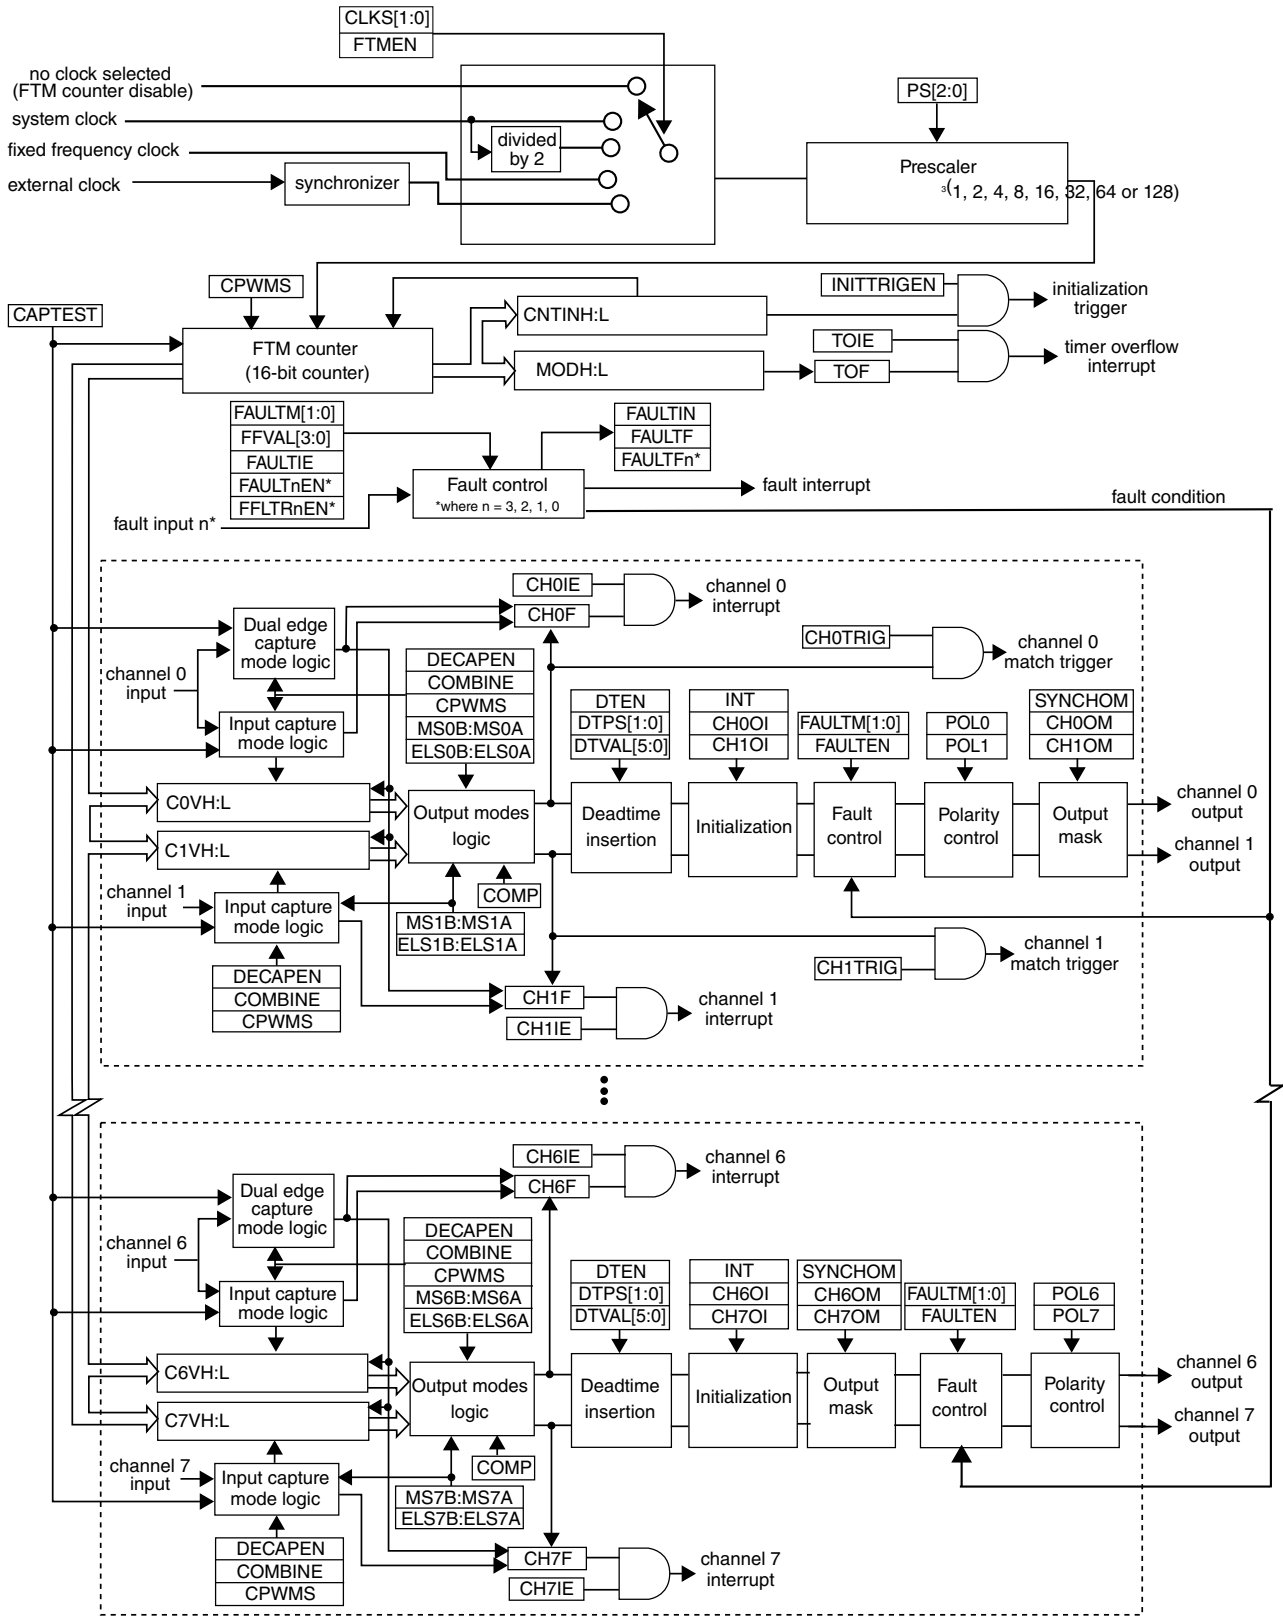 CLKS[1:0]
FTMEN
no clock selected
(FTM counter disable)
system clock
fixed frequency clock
external clock
synchronizer
divided
by 2
PS[2:0]
Prescaler
3(1, 2, 4, 8, 16, 32, 64 or 128)
CPWMS
CAPTEST
FTM counter
(16-bit counter)
CNTINH:L
MODH:L
INITTRIGEN
initialization
trigger
TOIE
TOF
timer overflow
interrupt
FAULTM[1:0]
FFVAL[3:0]
FAULTIE
FAULTnEN*
FFLTRnEN*
fault input n*
Fault control
*where n = 3, 2, 1, 0
FAULTIN
FAULTF
FAULTFn*
fault interrupt
fault condition
CH0IE
CH0F
channel 0
interrupt
Dual edge
capture
mode logic
channel 0
input
Input capture
mode logic
DECAPEN
COMBINE
CPWMS
MS0B:MS0A
ELS0B:ELS0A
CH0TRIG
channel 0
match trigger
DTEN
DTPS[1:0]
DTVAL[5:0]
INT
CH0OI
CH1OI
FAULTM[1:0]
FAULTEN
POL0
POL1
SYNCHOM
CH0OM
CH1OM
C0VH:L
C1VH:L
Output modes
logic
Deadtime
insertion
Initialization
Fault
control
Polarity
control
Output
mask
channel 0
output
channel 1
output
channel 1
input
Input capture
mode logic
COMP
MS1B:MS1A
ELS1B:ELS1A
DECAPEN
COMBINE
CPWMS
CH1TRIG
channel 1
match trigger
CH1F
CH1IE
channel 1
interrupt
CH6IE
CH6F
channel 6
interrupt
Dual edge
capture
mode logic
channel 6
input
Input capture
mode logic
DECAPEN
COMBINE
CPWMS
MS6B:MS6A
ELS6B:ELS6A
DTEN
DTPS[1:0]
DTVAL[5:0]
INT
CH6OI
CH7OI
SYNCHOM
CH6OM
CH7OM
FAULTM[1:0]
FAULTEN
POL6
POL7
C6VH:L
C7VH:L
Output modes
logic
Deadtime
insertion
Initialization
Output
mask
Fault
control
Polarity
control
channel 6
output
channel 7
output
channel 7
input
Input capture
mode logic
COMP
MS7B:MS7A
ELS7B:ELS7A
DECAPEN
COMBINE
CPWMS
CH7F
CH7IE
channel 7
interrupt